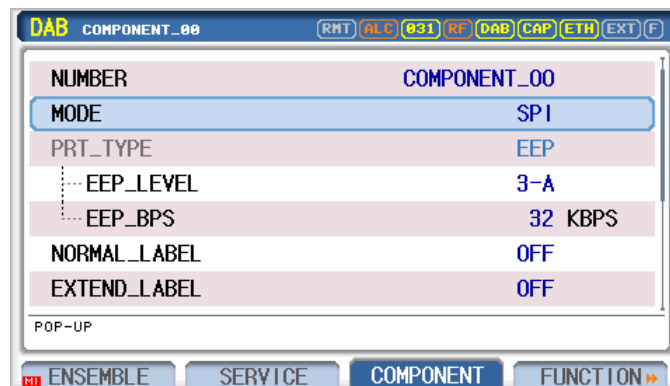 DAB COMPONENT_00 RMT ALC 031 RF DAB CAP ETH EXT F
NUMBER COMPONENT_00
MODE SPI
PRT_TYPE EEP
EEP_LEVEL 3-A
EEP_BPS 32 KBPS
NORMAL_LABEL OFF
EXTEND_LABEL OFF
POP-UP
MT ENSEMBLE SERVICE COMPONENT FUNCTION